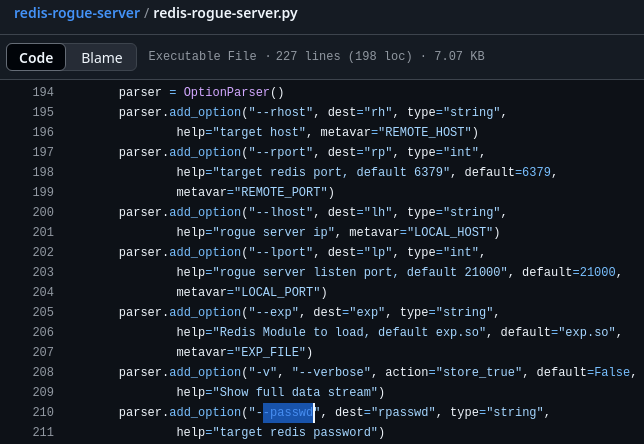 redis-rogue-server / redis-rogue-server.py
Code Blame Executable File · 227 lines (198 loc) · 7.07 KB
194 parser = OptionParser()
195 parser.add_option("--rhost", dest="rh", type="string",
196 help="target host", metavar="REMOTE_HOST")
197 parser.add_option("--rport", dest="rp", type="int",
198 help="target redis port, default 6379", default=6379,
199 metavar="REMOTE_PORT")
200 parser.add_option("--lhost", dest="lh", type="string",
201 help="rogue server ip", metavar="LOCAL_HOST")
202 parser.add_option("--lport", dest="lp", type="int",
203 help="rogue server listen port, default 21000", default=21000,
204 metavar="LOCAL_PORT")
205 parser.add_option("--exp", dest="exp", type="string",
206 help="Redis Module to load, default exp.so", default="exp.so",
207 metavar="EXP_FILE")
208 parser.add_option("-v", "--verbose", action="store_true", default=False,
209 help="Show full data stream")
210 parser.add_option("--passwd", dest="rpasswd", type="string",
211 help="target redis password")